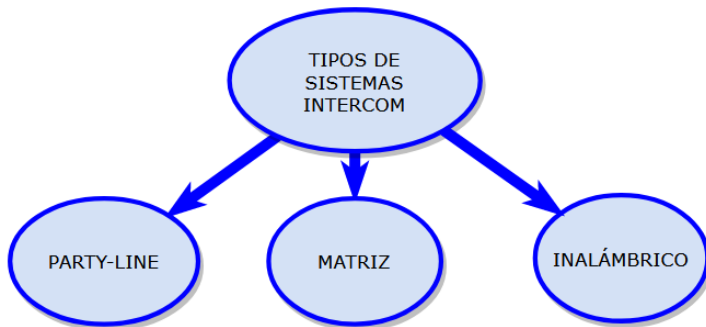 TIPOS DE
SISTEMAS
INTERCOM
PARTY-LINE
MATRIZ
INALÁMBRICO